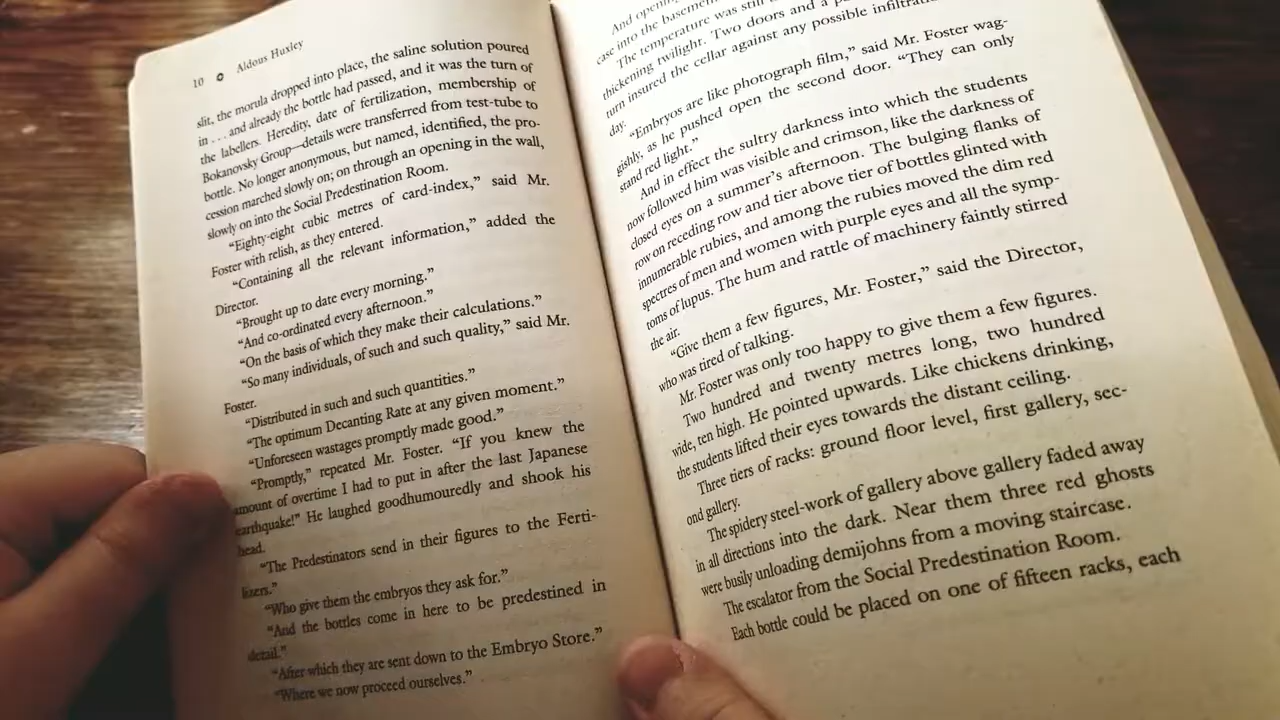 10 ✪ Aldous Huxley
slit, the morula dropped into place, the saline solution poured
in . . . and already the bottle had passed, and it was the turn of
the labellers. Heredity, date of fertilization, membership of
Bokanovsky Group—details were transferred from test-tube to
bottle. No longer anonymous, but named, identified, the pro-
cession marched slowly on; on through an opening in the wall,
slowly on into the Social Predestination Room.
“Eighty-eight cubic metres of card-index,” said Mr.
Foster with relish, as they entered.
“Containing all the relevant information,” added the
Director.
“Brought up to date every morning.”
“And co-ordinated every afternoon.”
“On the basis of which they make their calculations.”
“So many individuals, of such and such quality,” said Mr.
Foster.
“Distributed in such and such quantities.”
“The optimum Decanting Rate at any given moment.”
“Unforeseen wastages promptly made good.”
“Promptly,” repeated Mr. Foster. “If you knew the
amount of overtime I had to put in after the last Japanese
earthquake!” He laughed goodhumouredly and shook his
head.
“The Predestinators send in their figures to the Ferti-
lizers.”
“Who give them the embryos they ask for.”
“And the bottles come in here to be predestined in
detail.”
“After which they are sent down to the Embryo Store.”
“Where we now proceed ourselves.”
And opening
case into the basement
The temperature was still
thickening twilight. Two doors and a
turn insured the cellar against any possible
day.
“Embryos are like photograph film,” said Mr. Foster wag-
gishly, as he pushed open the second door. “They can only
stand red light.”
And in effect the sultry darkness into which the students
now followed him was visible and crimson, like the darkness of
closed eyes on a summer’s afternoon. The bulging flanks of
row on receding row and tier above tier of bottles glinted with
innumerable rubies, and among the rubies moved the dim red
spectres of men and women with purple eyes and all the symp-
toms of lupus. The hum and rattle of machinery faintly stirred
the air.
“Give them a few figures, Mr. Foster,” said the Director,
who was tired of talking.
Mr. Foster was only too happy to give them a few figures.
Two hundred and twenty metres long, two hundred
wide, ten high. He pointed upwards. Like chickens drinking,
the students lifted their eyes towards the distant ceiling.
Three tiers of racks: ground floor level, first gallery, sec-
ond gallery.
The spidery steel-work of gallery above gallery faded away
in all directions into the dark. Near them three red ghosts
were busily unloading demijohns from a moving staircase.
The escalator from the Social Predestination Room.
Each bottle could be placed on one of fifteen racks, each